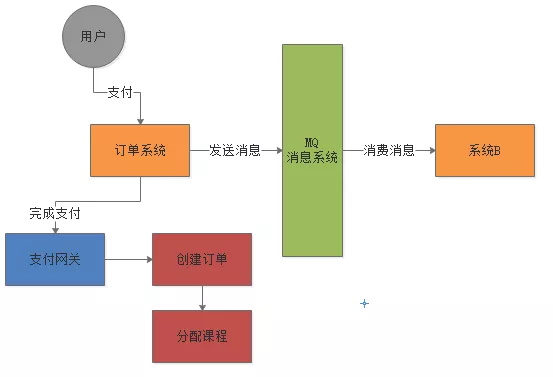 用户
支付
订单系统
发送消息
MQ
消息系统
消费消息
系统B
完成支付
支付网关
创建订单
分配课程